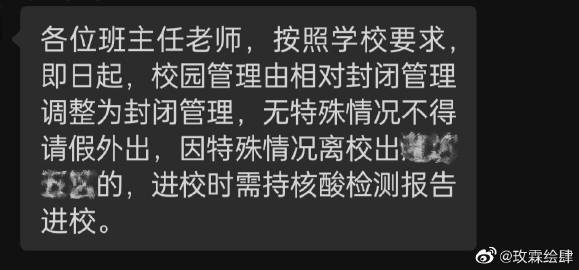 各位班主任老师，按照学校要求，
即日起，校园管理由相对封闭管理
调整为封闭管理，无特殊情况不得
请假外出，因特殊情况离校出
的，进校时需持核酸检测报告
进校。
@玫霖绘肆